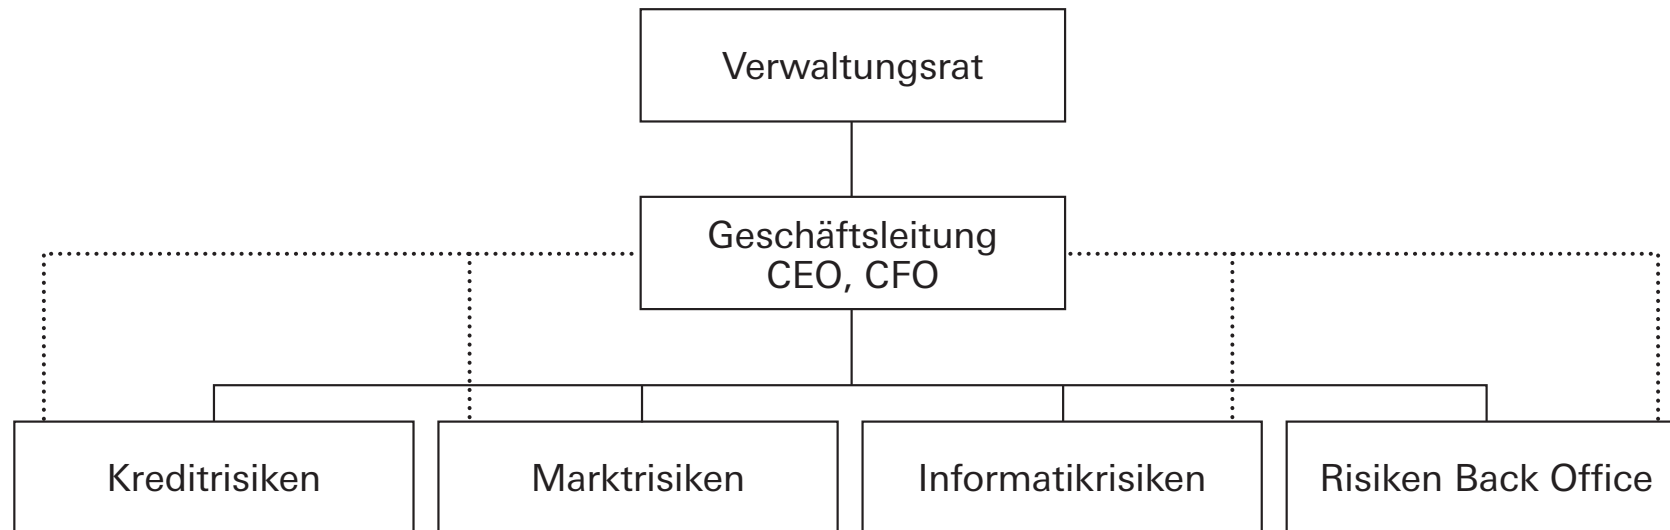 Verwaltungsrat
Geschäftsleitung
CEO, CFO
Kreditrisiken
Marktrisiken
Informatikrisiken
Risiken Back Office